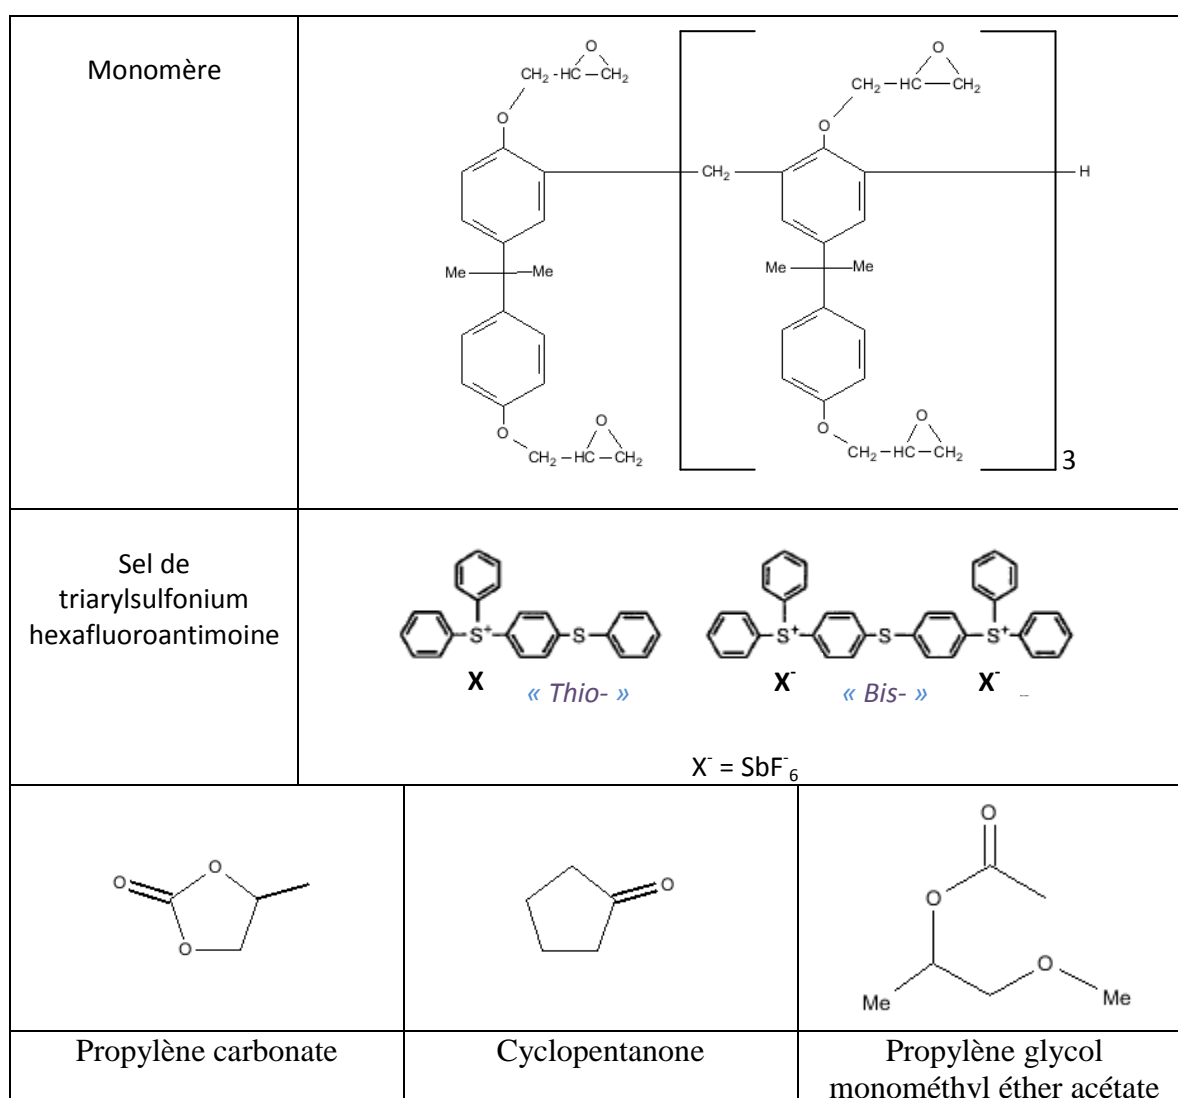 Monomère
O
CH2-HC-CH2
O
CH2-HC-CH2
O
O
CH2
H
Me
Me
Me
Me
O
O
CH2-HC-CH2
O
O
CH2-HC-CH2
3
Sel de
triarylsulfonium
hexafluoroantimoine
S+
S
X
« Thio- »
S+
S
S+
X-
« Bis- »
X-
X- = SbF-6
O
O
O
O
O
O
O
Me
Me
Propylène carbonate
Cyclopentanone
Propylène glycol
monométhyl éther acétate